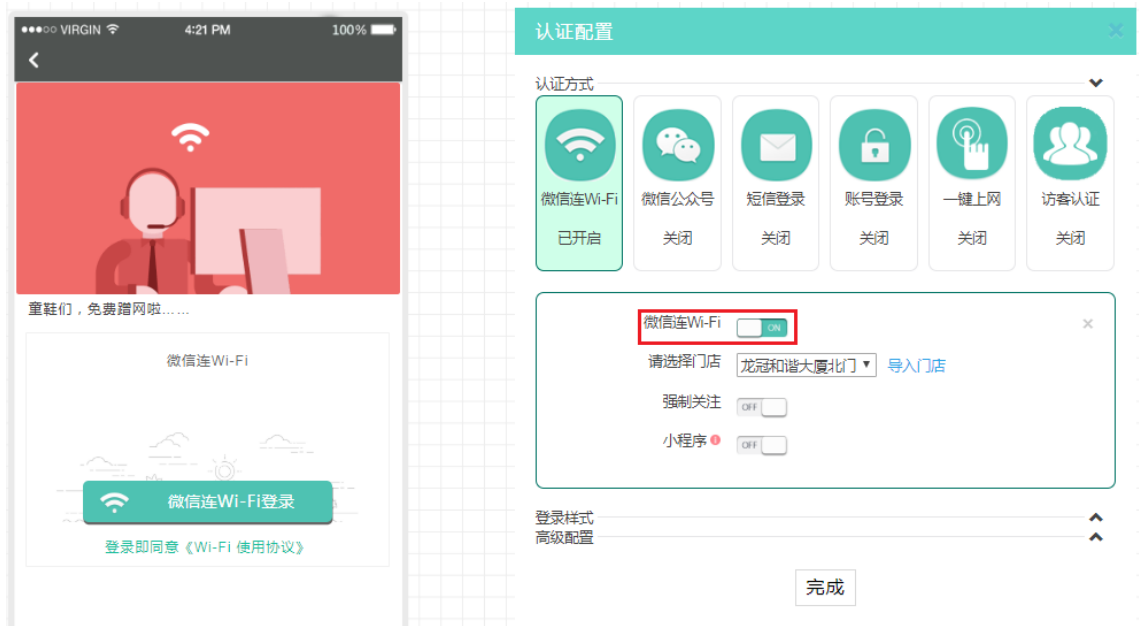 VIRGIN 4:21 PM 100%
童鞋们，免费蹭网啦……
微信连Wi-Fi
微信连Wi-Fi登录
登录即同意《Wi-Fi 使用协议》
认证配置
认证方式
微信连Wi-Fi 微信公众号 短信登录 账号登录 一键上网 访客认证
已开启 关闭 关闭 关闭 关闭 关闭
微信连Wi-Fi ON
请选择门店 龙冠和谐大厦北门 导入门店
强制关注 OFF
小程序 OFF
登录样式
高级配置
完成